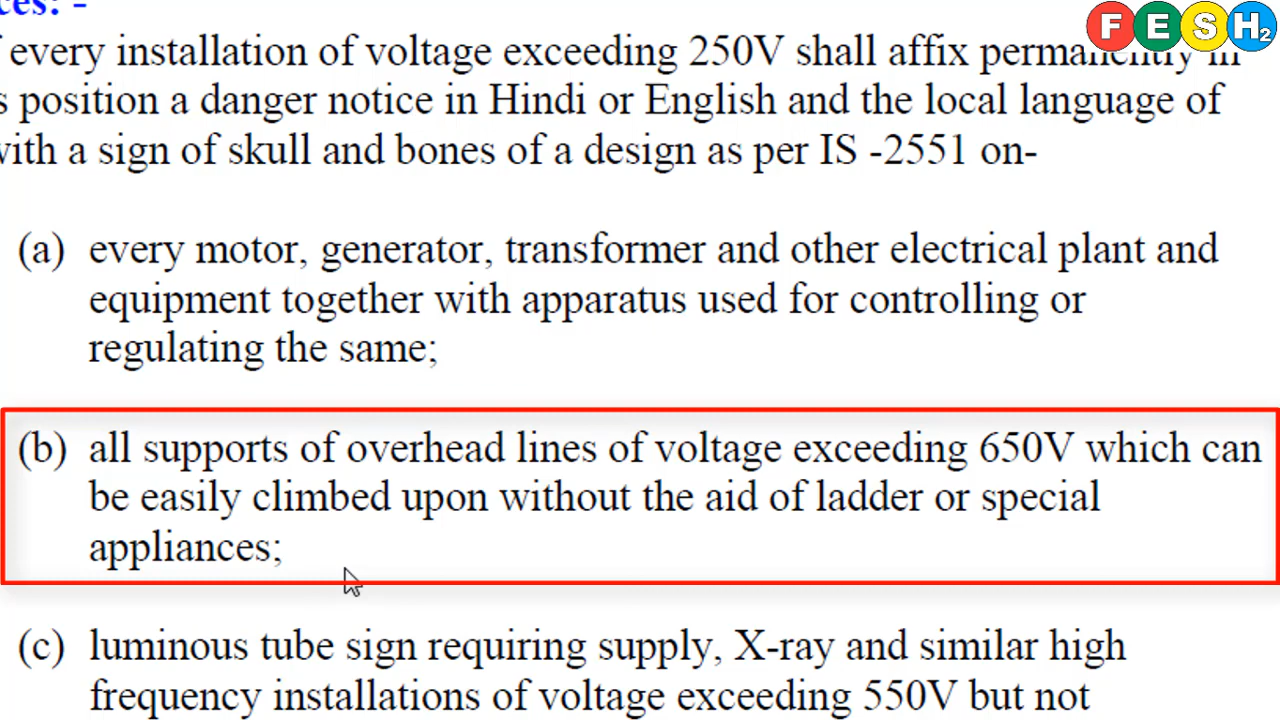 ces: -
FESH2
every installation of voltage exceeding 250V shall affix permanently in
s position a danger notice in Hindi or English and the local language of
with a sign of skull and bones of a design as per IS -2551 on-
(a) every motor, generator, transformer and other electrical plant and
equipment together with apparatus used for controlling or
regulating the same;
(b) all supports of overhead lines of voltage exceeding 650V which can
be easily climbed upon without the aid of ladder or special
appliances;
(c) luminous tube sign requiring supply, X-ray and similar high
frequency installations of voltage exceeding 550V but not